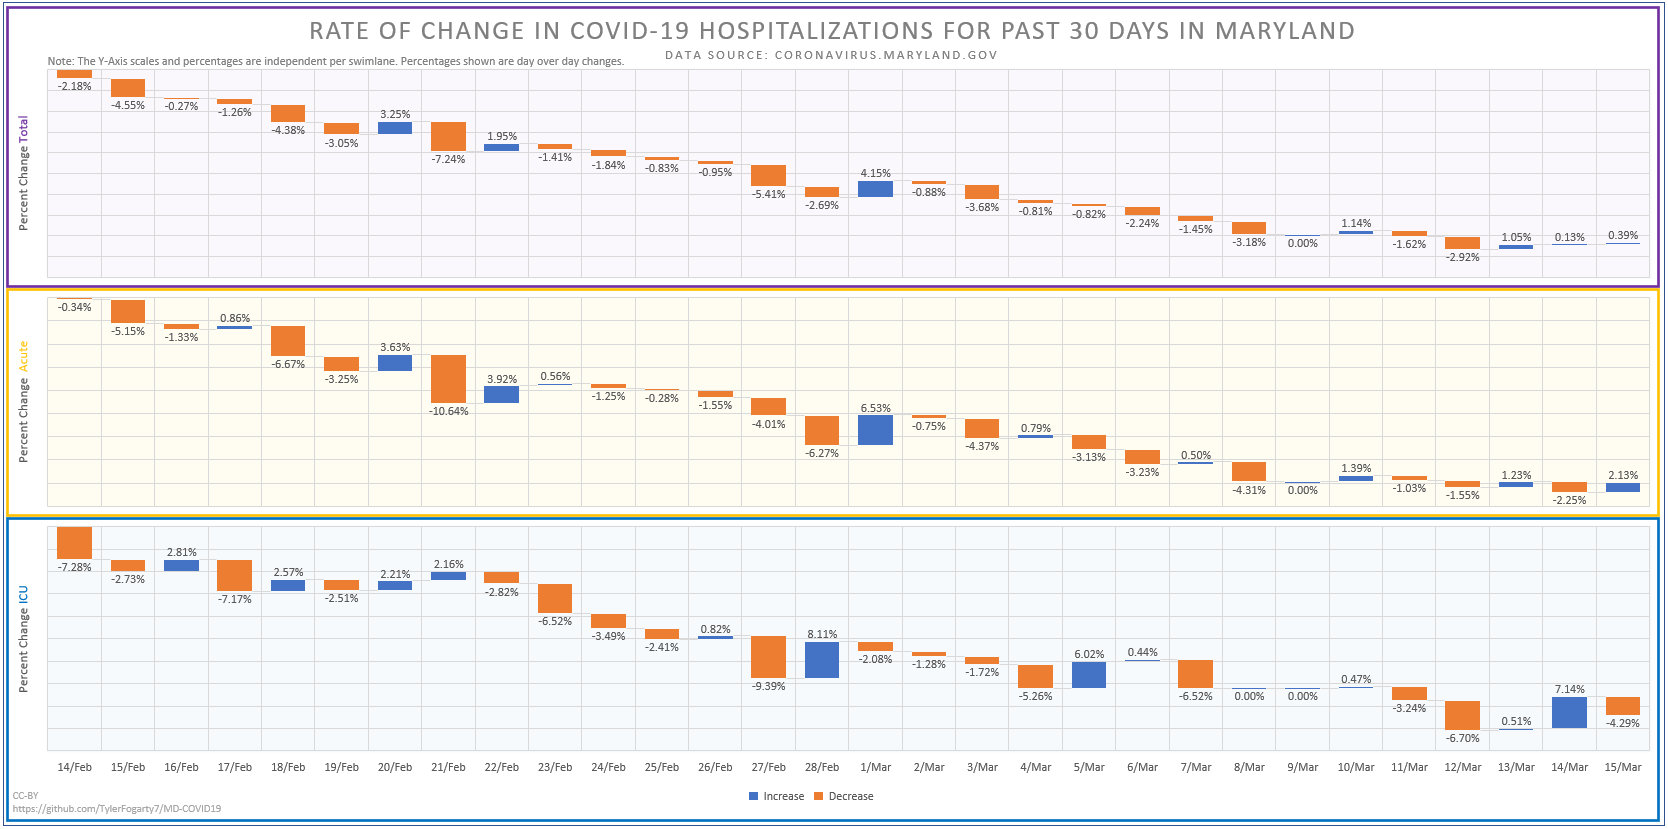 RATE OF CHANGE IN COVID-19 HOSPITALIZATIONS FOR PAST 30 DAYS IN MARYLAND
DATA SOURCE: CORONAVIRUS.MARYLAND.GOV
Note: The Y-Axis scales and percentages are independent per swimlane. Percentages shown are day over day changes.
Percent Change Total
-2.18% -4.55% -0.27% -1.26% -4.38% -3.05% 3.25% -7.24% 1.95% -1.41% -1.84% -0.83% -0.95% -5.41% -2.69% 4.15% -0.88% -3.68% -0.81% -0.82% -2.24% -1.45% -3.18% 0.00% 1.14% -1.62% -2.92% 1.05% 0.13% 0.39%
Percent Change Acute
-0.34% -5.15% -1.33% 0.86% -6.67% -3.25% 3.63% -10.64% 3.92% 0.56% -1.25% -0.28% -1.55% -4.01% -6.27% 6.53% -0.75% -4.37% 0.79% -3.13% -3.23% 0.50% -4.31% 0.00% 1.39% -1.03% -1.55% 1.23% -2.25% 2.13%
Percent Change ICU
-7.28% -2.73% 2.81% -7.17% 2.57% -2.51% 2.21% 2.16% -2.82% -6.52% -3.49% -2.41% 0.82% -9.39% 8.11% -2.08% -1.28% -1.72% -5.26% 6.02% 0.44% -6.52% 0.00% 0.00% 0.47% -3.24% -6.70% 0.51% 7.14% -4.29%
14/Feb 15/Feb 16/Feb 17/Feb 18/Feb 19/Feb 20/Feb 21/Feb 22/Feb 23/Feb 24/Feb 25/Feb 26/Feb 27/Feb 28/Feb 1/Mar 2/Mar 3/Mar 4/Mar 5/Mar 6/Mar 7/Mar 8/Mar 9/Mar 10/Mar 11/Mar 12/Mar 13/Mar 14/Mar 15/Mar
Increase Decrease
CC-BY
https://github.com/TylerFogarty7/MD-COVID19